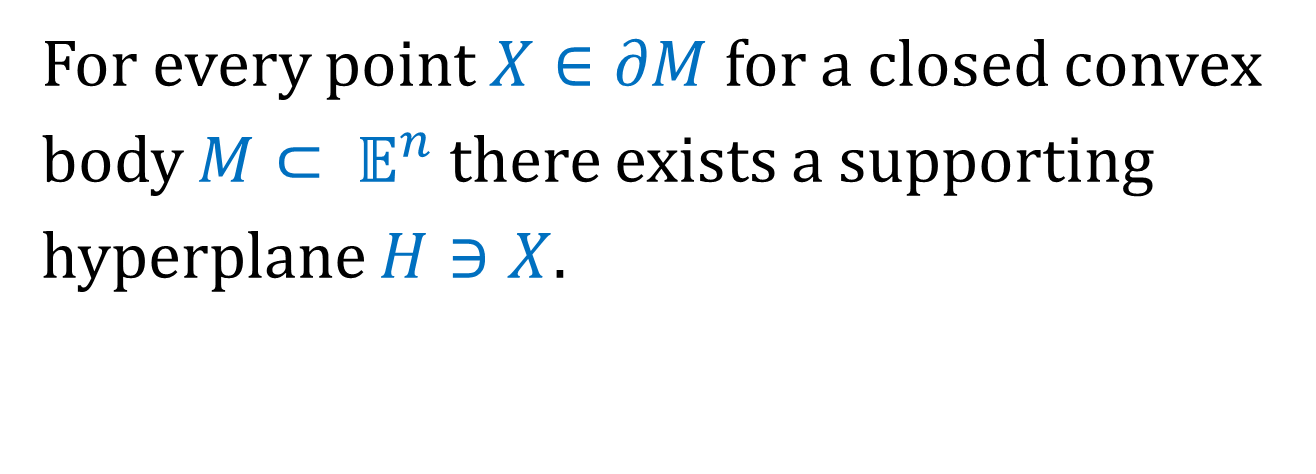 For every point X ∈ ∂M for a closed convex
body M ⊂ 𝔼ⁿ there exists a supporting
hyperplane H ∋ X.